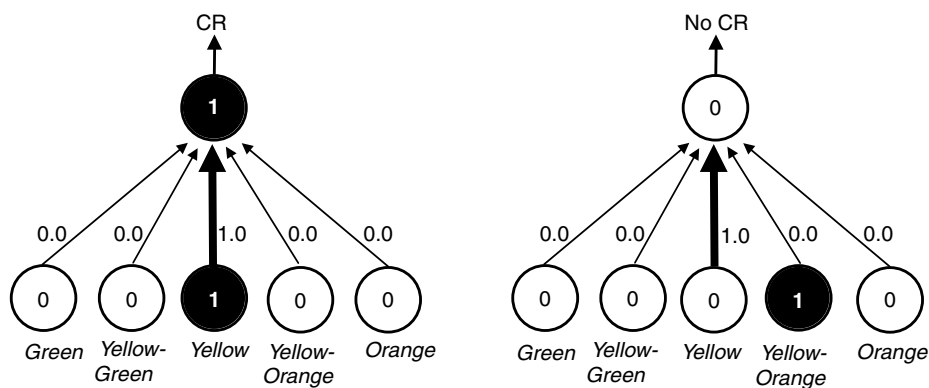 CR
No CR
1
0
0.0 0.0 1.0 0.0 0.0
0.0 0.0 1.0 0.0 0.0
0 0 1 0 0
0 0 0 1 0
Green Yellow- Yellow Yellow- Orange
Green Orange
Green Yellow- Yellow Yellow- Orange
Green Orange